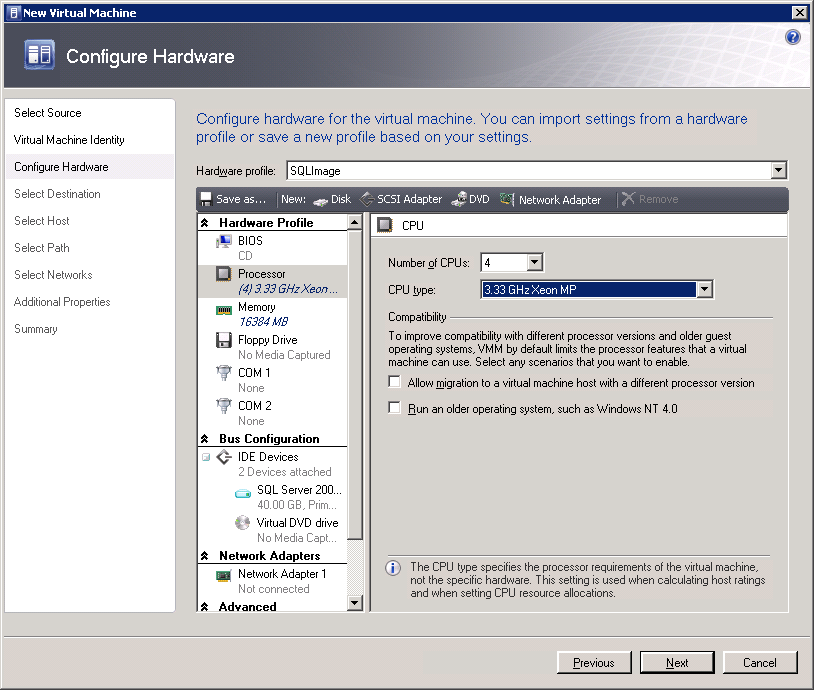 New Virtual Machine
Configure Hardware
Select Source
Virtual Machine Identity
Configure Hardware
Select Destination
Select Host
Select Path
Select Networks
Additional Properties
Summary
Configure hardware for the virtual machine. You can import settings from a hardware
profile or save a new profile based on your settings.
Hardware profile: SQLImage
Save as... New: Disk SCSI Adapter DVD Network Adapter Remove
Hardware Profile
BIOS
CD
Processor
(4) 3.33 GHz Xeon ...
Memory
16384 MB
Floppy Drive
No Media Captured
COM 1
None
COM 2
None
Bus Configuration
IDE Devices
2 Devices attached
SQL Server 200...
40.00 GB, Prim...
Virtual DVD drive
No Media Capt...
Network Adapters
Network Adapter 1
Not connected
Advanced
CPU
Number of CPUs: 4
CPU type: 3.33 GHz Xeon MP
Compatibility
To improve compatibility with different processor versions and older guest
operating systems, VMM by default limits the processor features that a virtual
machine can use. Select any scenarios that you want to enable.
Allow migration to a virtual machine host with a different processor version
Run an older operating system, such as Windows NT 4.0
The CPU type specifies the processor requirements of the virtual machine,
not the specific hardware. This setting is used when calculating host ratings
and when setting CPU resource allocations.
Previous Next Cancel